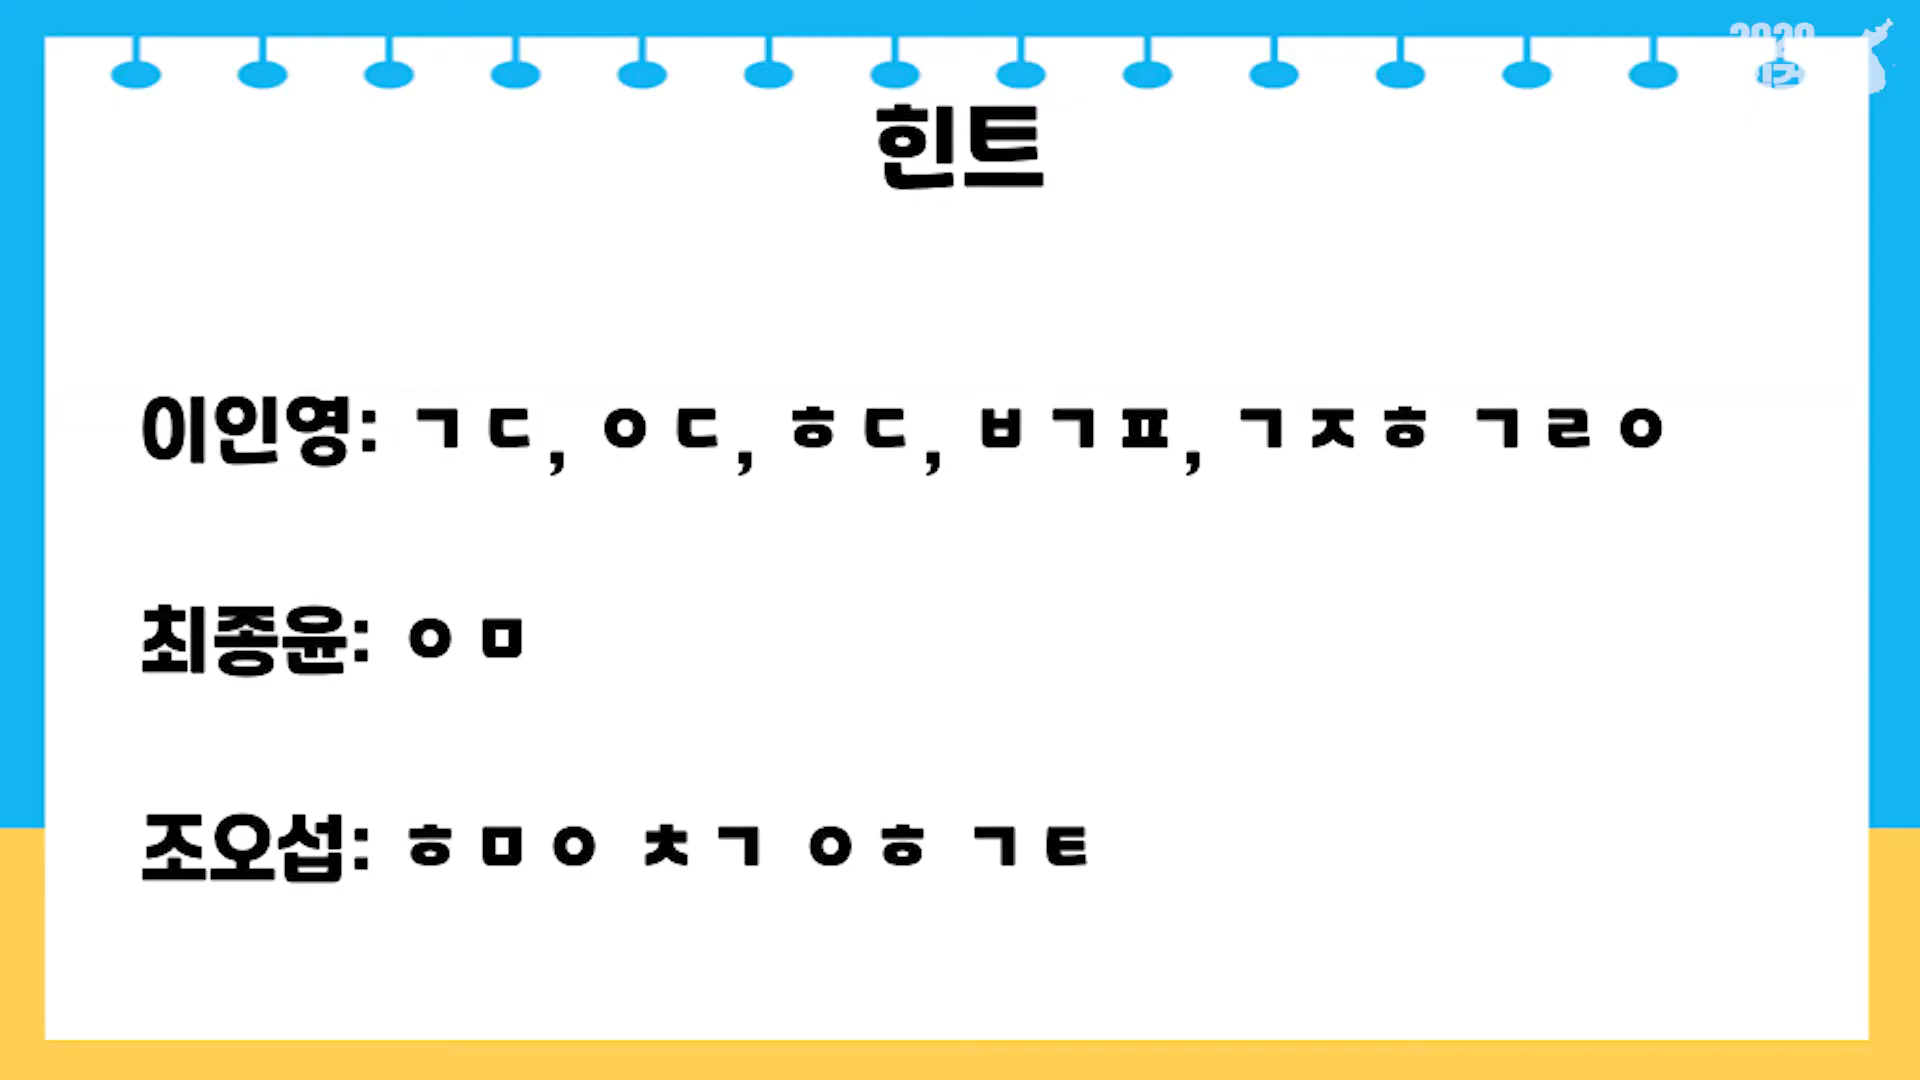 2020
힌트
이인영: ㄱㄷ, ㅇㄷ, ㅎㄷ, ㅂㄱㅍ, ㄱㅈㅎ ㄱㄹㅇ
최종윤: ㅇㅁ
조오섭: ㅎㅁㅇ ㅊㄱ ㅇㅎ ㄱㅌ